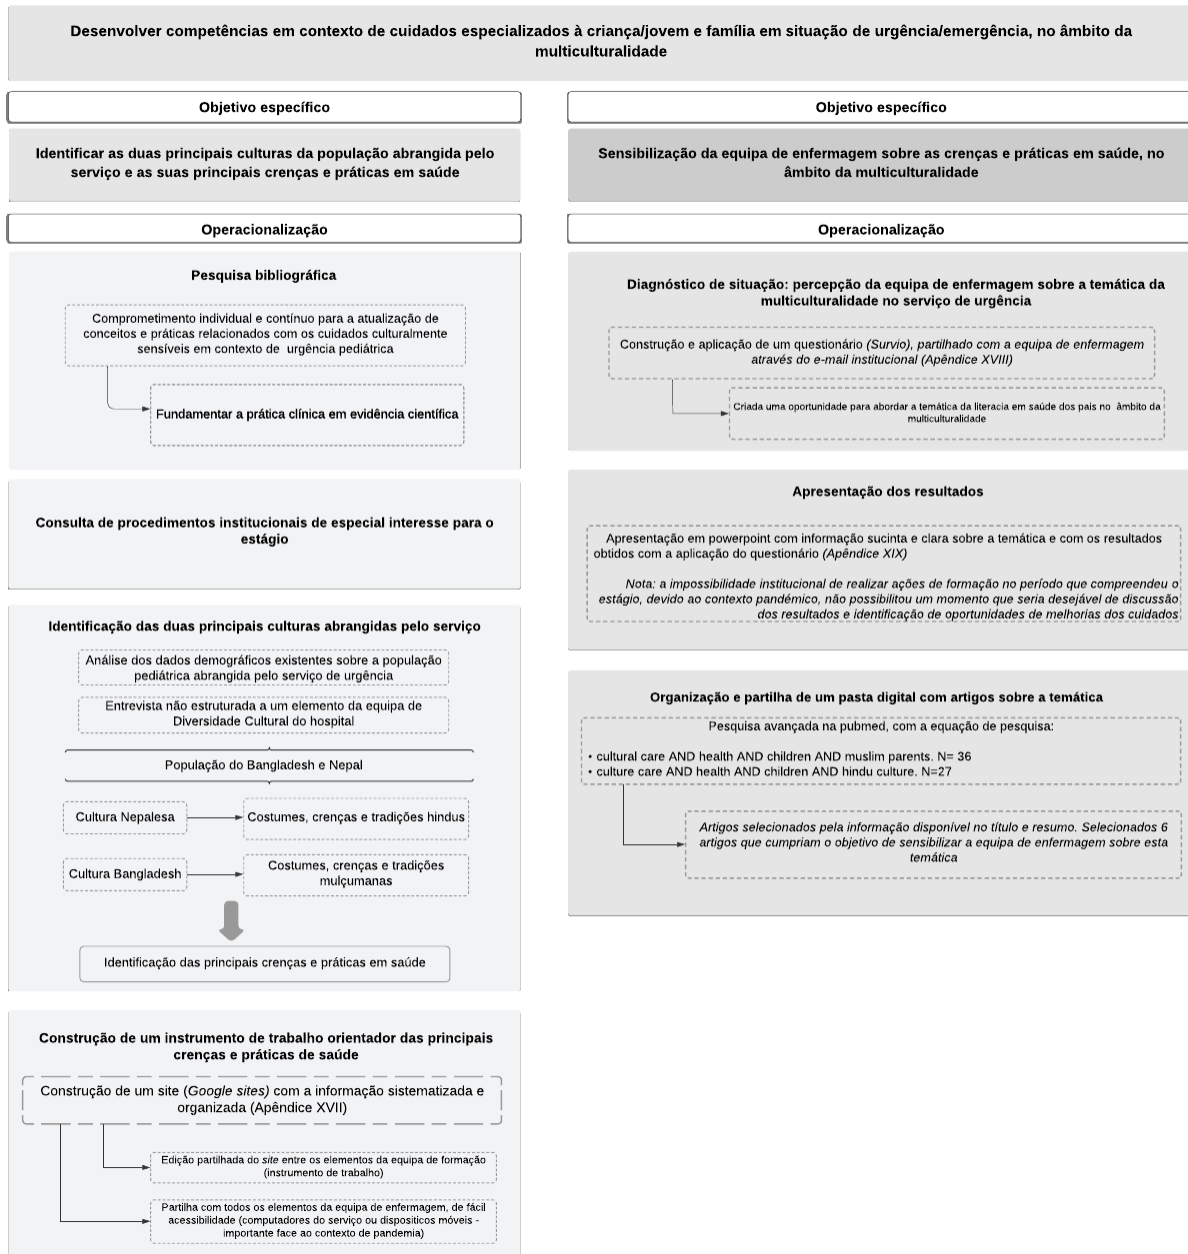 Desenvolver competências em contexto de cuidados especializados à criança/jovem e família em situação de urgência/emergência, no âmbito da
multiculturalidade
Objetivo específico
Identificar as duas principais culturas da população abrangida pelo
serviço e as suas principais crenças e práticas em saúde
Operacionalização
Pesquisa bibliográfica
Comprometimento individual e contínuo para a atualização de
conceitos e práticas relacionados com os cuidados culturalmente
sensíveis em contexto de urgência pediátrica
Fundamentar a prática clínica em evidência científica
Consulta de procedimentos institucionais de especial interesse para o
estágio
Identificação das duas principais culturas abrangidas pelo serviço
Análise dos dados demográficos existentes sobre a população
pediátrica abrangida pelo serviço de urgência
Entrevista não estruturada a um elemento da equipa de
Diversidade Cultural do hospital
População do Bangladesh e Nepal
Cultura Nepalesa
Costumes, crenças e tradições hindus
Cultura Bangladesh
Costumes, crenças e tradições
mulçumanas
Identificação das principais crenças e práticas em saúde
Construção de um instrumento de trabalho orientador das principais
crenças e práticas de saúde
Construção de um site (Google sites) com a informação sistematizada e
organizada (Apêndice XVII)
Edição partilhada do site entre os elementos da equipa de formação
(instrumento de trabalho)
Partilha com todos os elementos da equipa de enfermagem, de fácil
acessibilidade (computadores do serviço ou dispositicos móveis -
importante face ao contexto de pandemia)
Objetivo específico
Sensibilização da equipa de enfermagem sobre as crenças e práticas em saúde, no
âmbito da multiculturalidade
Operacionalização
Diagnóstico de situação: percepção da equipa de enfermagem sobre a temática da
multiculturalidade no serviço de urgência
Construção e aplicação de um questionário (Survio), partilhado com a equipa de enfermagem
através do e-mail institucional (Apêndice XVIII)
Criada uma oportunidade para abordar a temática da literacia em saúde dos pais no âmbito da
multiculturalidade
Apresentação dos resultados
Apresentação em powerpoint com informação sucinta e clara sobre a temática e com os resultados
obtidos com a aplicação do questionário (Apêndice XIX)
Nota: a impossibilidade institucional de realizar ações de formação no período que compreendeu o
estágio, devido ao contexto pandémico, não possibilitou um momento que seria desejável de discussão
dos resultados e identificação de oportunidades de melhorias dos cuidados
Organização e partilha de um pasta digital com artigos sobre a temática
Pesquisa avançada na pubmed, com a equação de pesquisa:
• cultural care AND health AND children AND muslim parents. N= 36
• culture care AND health AND children AND hindu culture. N=27
Artigos selecionados pela informação disponível no título e resumo. Selecionados 6
artigos que cumpriam o objetivo de sensibilizar a equipa de enfermagem sobre esta
temática